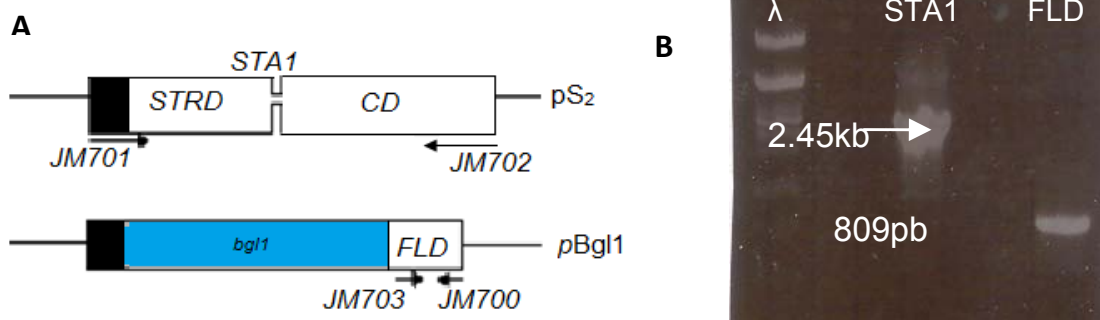 A
STA1
STRD
CD
pS₂
JM701
JM702
bgl1
FLD
pBgl1
JM703
JM700
B
λ
STA1
FLD
2.45kb
809pb